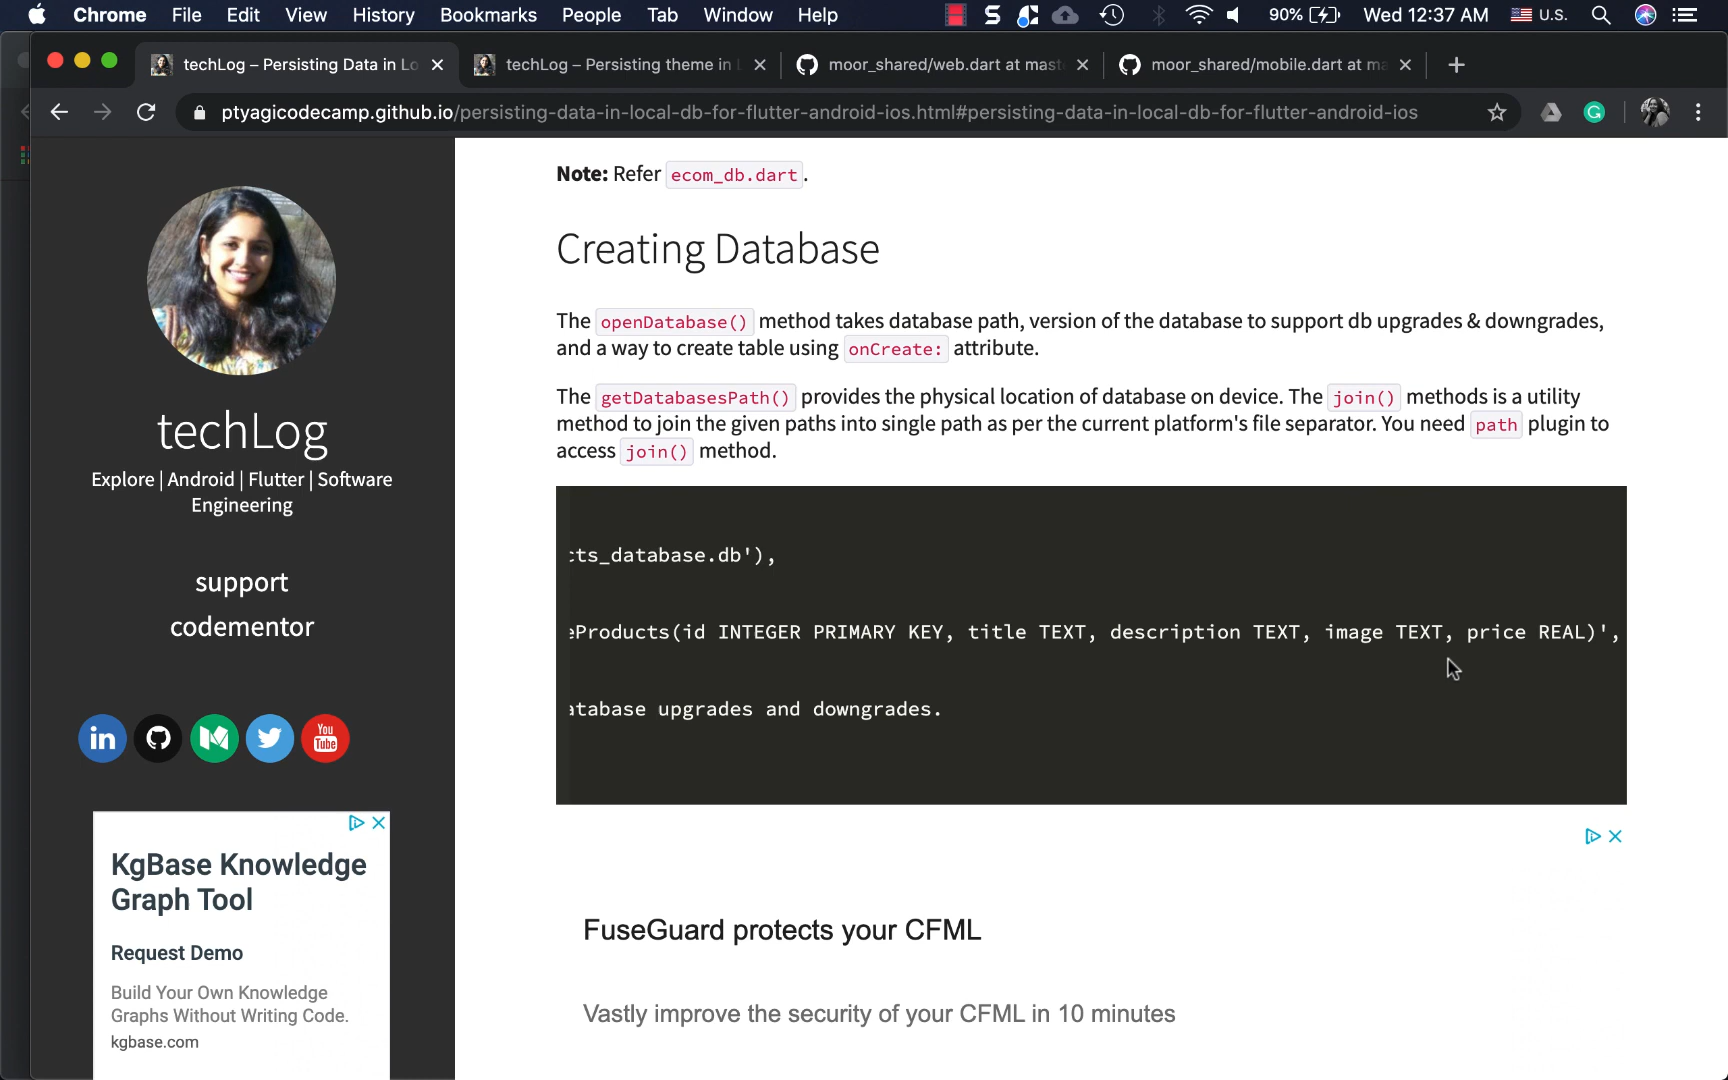 Chrome File Edit View History Bookmarks People Tab Window Help 90% Wed 12:37 AM U.S.
techLog – Persisting Data in Lo
techLog – Persisting theme in L
moor_shared/web.dart at mast
moor_shared/mobile.dart at ma
ptyagicodecamp.github.io/persisting-data-in-local-db-for-flutter-android-ios.html#persisting-data-in-local-db-for-flutter-android-ios
techLog
Explore | Android | Flutter | Software
Engineering
support
codementor
in
You
Tube
KgBase Knowledge
Graph Tool
Request Demo
Build Your Own Knowledge
Graphs Without Writing Code.
kgbase.com
Note: Refer ecom_db.dart.
Creating Database
The openDatabase() method takes database path, version of the database to support db upgrades & downgrades,
and a way to create table using onCreate: attribute.
The getDatabasesPath() provides the physical location of database on device. The join() methods is a utility
method to join the given paths into single path as per the current platform's file separator. You need path plugin to
access join() method.
cts_database.db'),
eProducts(id INTEGER PRIMARY KEY, title TEXT, description TEXT, image TEXT, price REAL)',
atabase upgrades and downgrades.
FuseGuard protects your CFML
Vastly improve the security of your CFML in 10 minutes